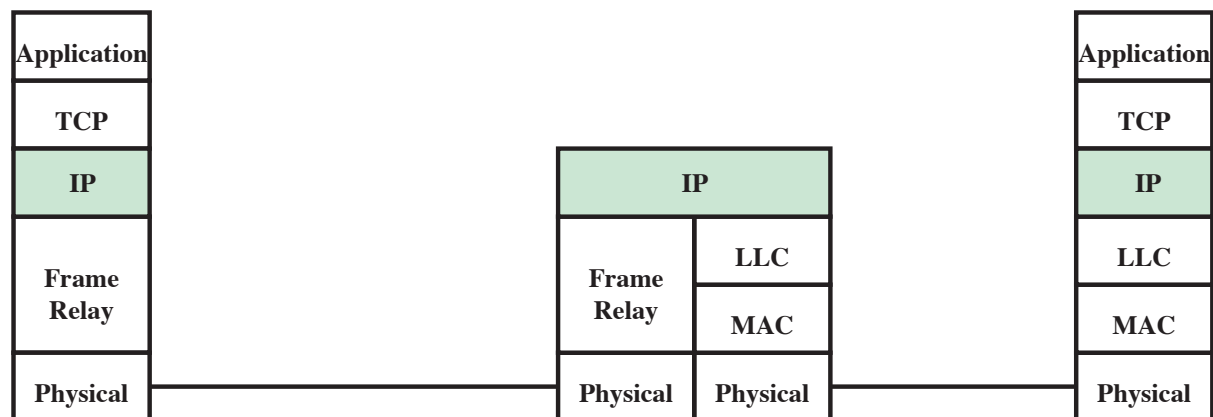 Application
TCP
IP
Frame
Relay
Physical
IP
Frame
Relay
LLC
MAC
Physical
Physical
Application
TCP
IP
LLC
MAC
Physical